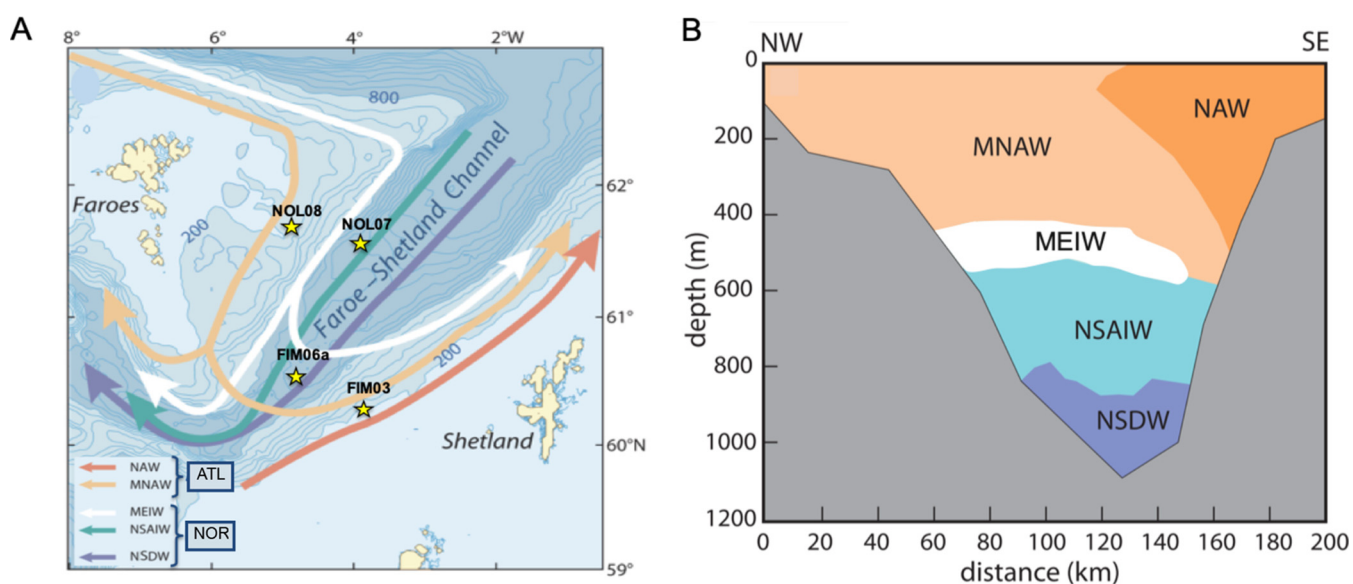 A
8°
6°
4°
2°W
800
Faroes
NOL08
NOL07
200
62°
Faroe–Shetland Channel
61°
FIM06a
FIM03
200
Shetland
60°N
NAW
MNAW
ATL
MEIW
NSAIW
NOR
NSDW
59°
B
NW
SE
0
200
400
600
800
1000
1200
depth (m)
NAW
MNAW
MEIW
NSAIW
NSDW
0 20 40 60 80 100 120 140 160 180 200
distance (km)